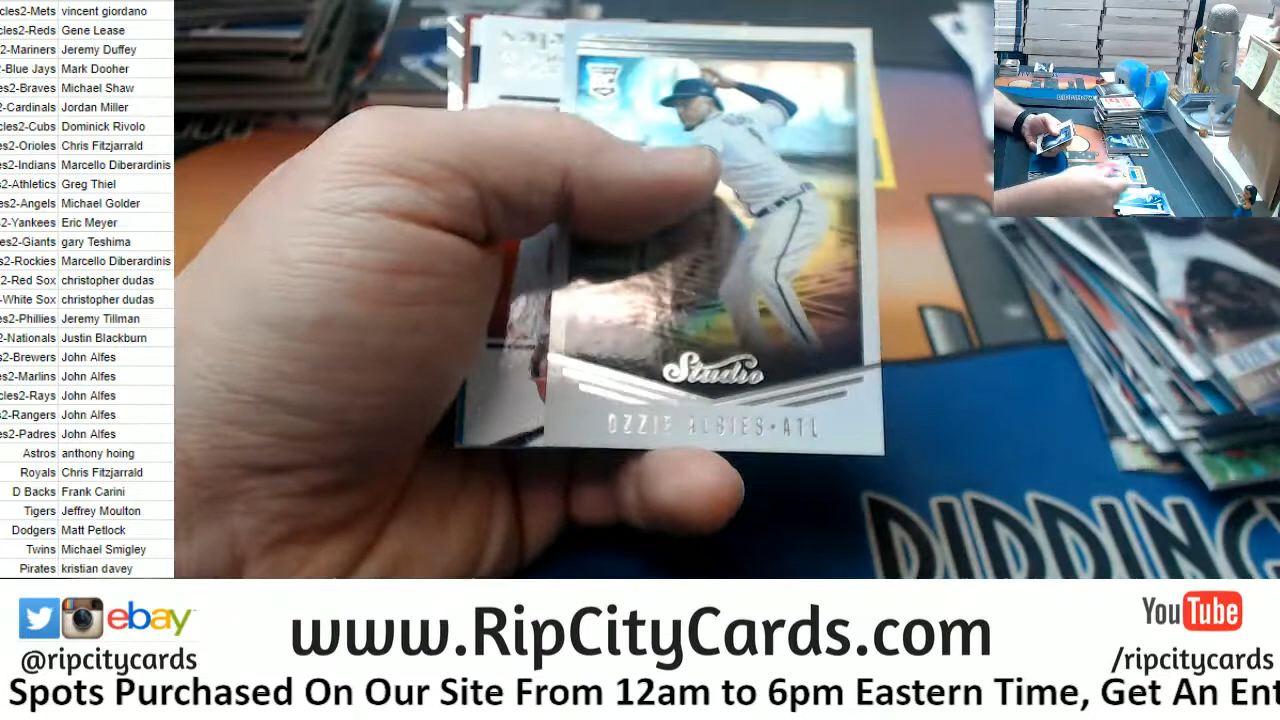 cles2-Mets vincent giordano
cles2-Reds Gene Lease
2-Mariners Jeremy Duffey
-Blue Jays Mark Dooher
es2-Braves Michael Shaw
2-Cardinals Jordan Miller
cles2-Cubs Dominick Rivolo
es2-Orioles Chris Fitzjarrald
es2-Indians Marcello Diberardinis
es2-Athletics Greg Thiel
cles2-Angels Michael Golder
-2-Yankees Eric Meyer
les2-Giants gary Teshima
es2-Rockies Marcello Diberardinis
2-Red Sox christopher dudas
-White Sox christopher dudas
es2-Phillies Jeremy Tillman
2-Nationals Justin Blackburn
es2-Brewers John Alfes
es2-Marlins John Alfes
cles2-Rays John Alfes
es2-Rangers John Alfes
es2-Padres John Alfes
Astros anthony hoing
Royals Chris Fitzjarrald
D Backs Frank Carini
Tigers Jeffrey Moulton
Dodgers Matt Petlock
Twins Michael Smigley
Pirates kristian davey
Studio
OZZIE ALBIES•ATL
ebay
@ripcitycards
www.RipCityCards.com
YouTube
/ripcitycards
Spots Purchased On Our Site From 12am to 6pm Eastern Time, Get An Ent